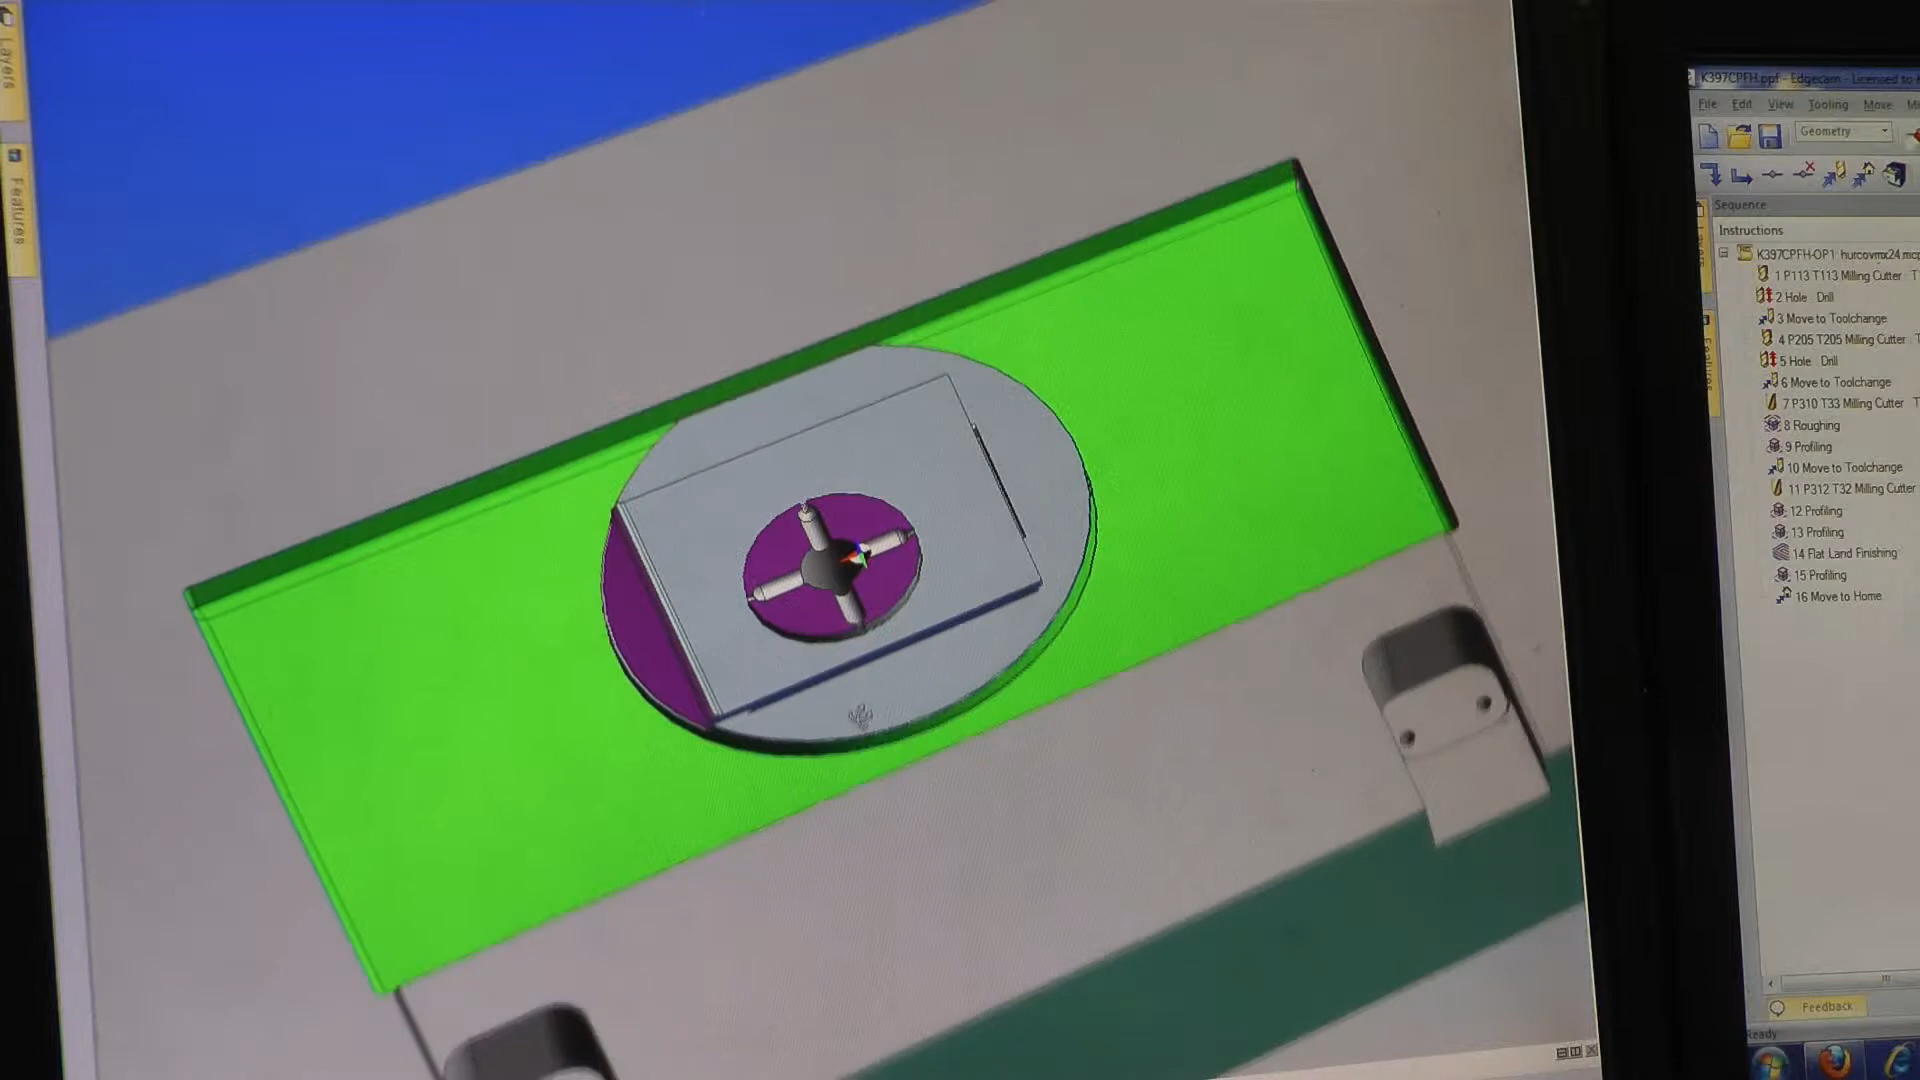 Layers
Features
K397CPFH.ppf - Edgecam - Licensed to
File Edit View Tooling Move
Geometry
Sequence
Instructions
K397CPFH-OP1 hurcovmx24.mcp
1 P113 T113 Milling Cutter
2 Hole Drill
3 Move to Toolchange
4 P205 T205 Milling Cutter
5 Hole Drill
6 Move to Toolchange
7 P310 T33 Milling Cutter
8 Roughing
9 Profiling
10 Move to Toolchange
11 P312 T32 Milling Cutter
12 Profiling
13 Profiling
14 Flat Land Finishing
15 Profiling
16 Move to Home
Feedback
Ready